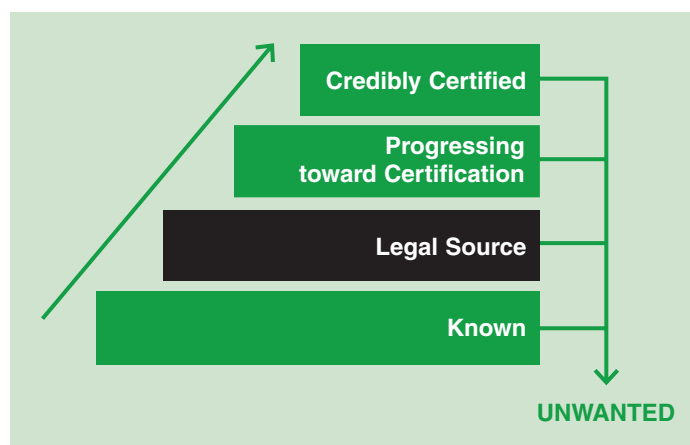 Credibly Certified
Progressing
toward Certification
Legal Source
Known
UNWANTED